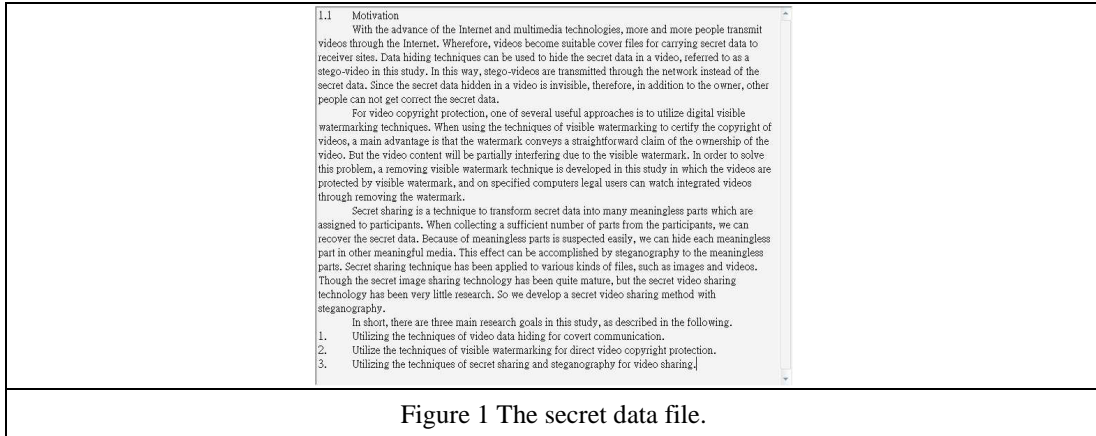 1.1 Motivation
With the advance of the Internet and multimedia technologies, more and more people transmit
videos through the Internet. Wherefore, videos become suitable cover files for carrying secret data to
receiver sites. Data hiding techniques can be used to hide the secret data in a video, referred to as a
stego-video in this study. In this way, stego-videos are transmitted through the network instead of the
secret data. Since the secret data hidden in a video is invisible, therefore, in addition to the owner, other
people can not get correct the secret data.
For video copyright protection, one of several useful approaches is to utilize digital visible
watermarking techniques. When using the techniques of visible watermarking to certify the copyright of
videos, a main advantage is that the watermark conveys a straightforward claim of the ownership of the
video. But the video content will be partially interfering due to the visible watermark. In order to solve
this problem, a removing visible watermark technique is developed in this study in which the videos are
protected by visible watermark, and on specified computers legal users can watch integrated videos
through removing the watermark.
Secret sharing is a technique to transform secret data into many meaningless parts which are
assigned to participants. When collecting a sufficient number of parts from the participants, we can
recover the secret data. Because of meaningless parts is suspected easily, we can hide each meaningless
part in other meaningful media. This effect can be accomplished by steganography to the meaningless
parts. Secret sharing technique has been applied to various kinds of files, such as images and videos.
Though the secret image sharing technology has been quite mature, but the secret video sharing
technology has been very little research. So we develop a secret video sharing method with
steganography.
In short, there are three main research goals in this study, as described in the following.
1. Utilizing the techniques of video data hiding for covert communication.
2. Utilize the techniques of visible watermarking for direct video copyright protection.
3. Utilizing the techniques of secret sharing and steganography for video sharing.
Figure 1 The secret data file.